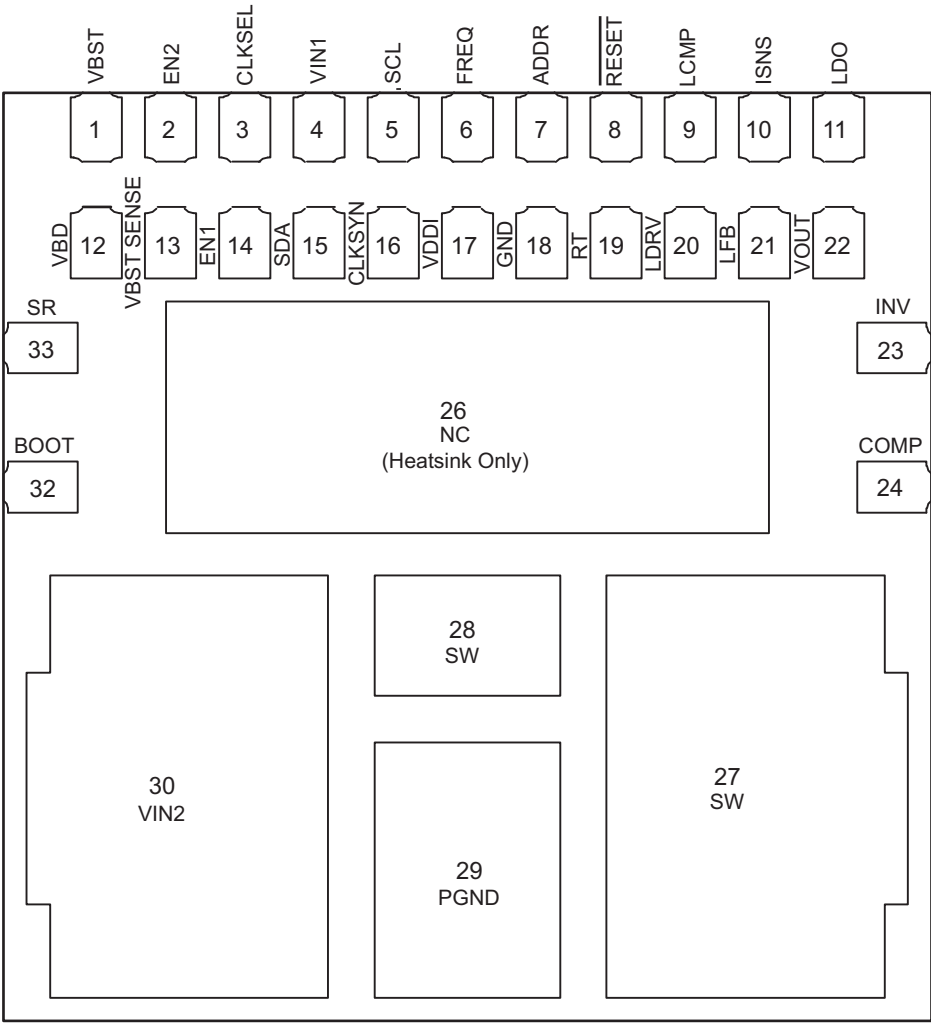 VBST
EN2
CLKSEL
VIN1
SCL
FREQ
ADDR
RESET
LCMP
ISNS
LDO
1
2
3
4
5
6
7
8
9
10
11
VBD
12
VBST SENSE
13
EN1
14
SDA
15
CLKSYN
16
VDDI
17
GND
18
RT
19
LDRV
20
LFB
21
VOUT
22
SR
33
INV
23
26
NC
(Heatsink Only)
BOOT
32
COMP
24
28
SW
30
VIN2
27
SW
29
PGND